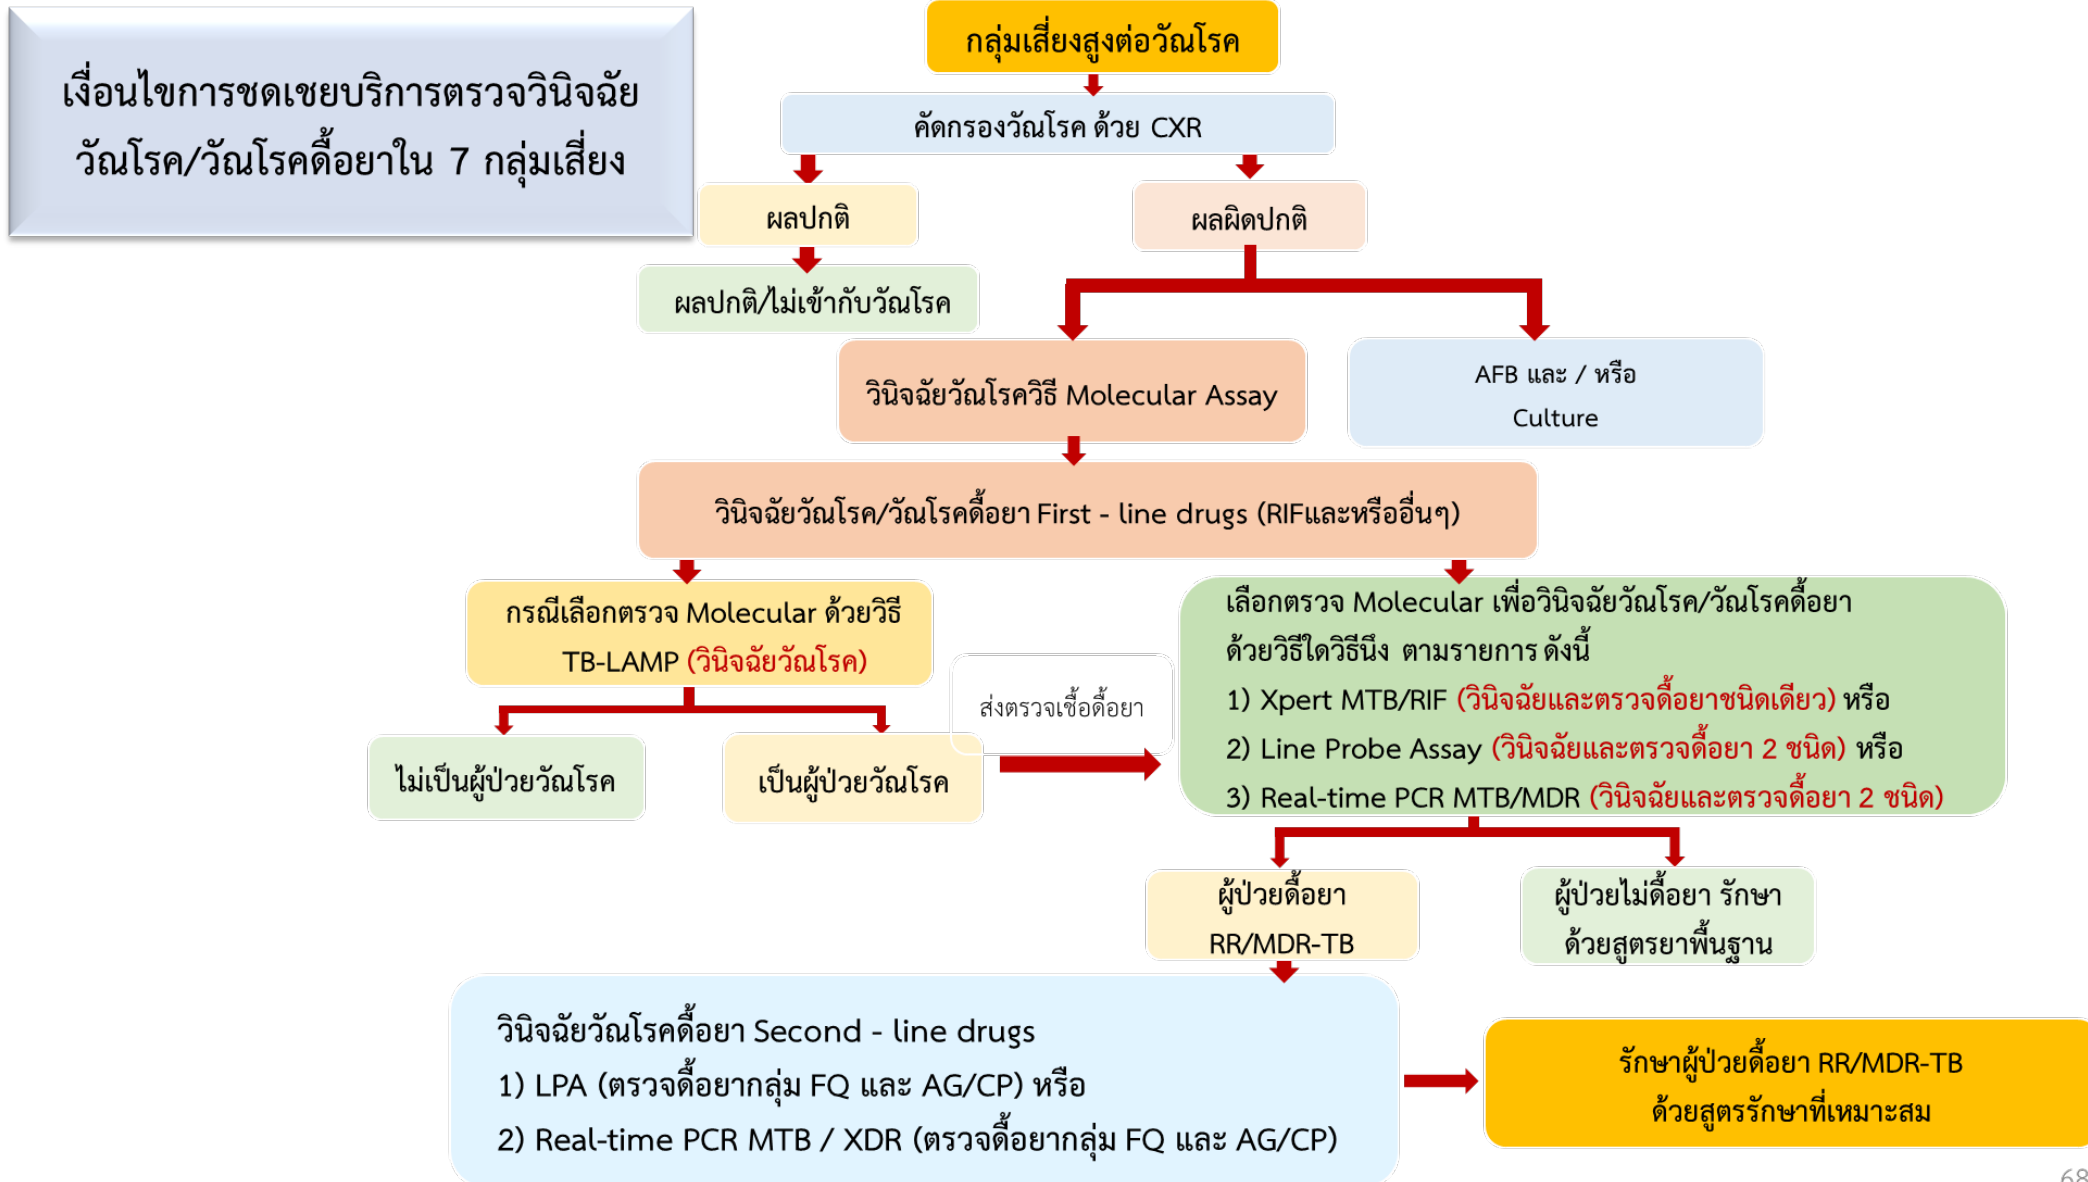 เงื่อนไขการชดเชยบริการตรวจวินิจฉัย
วัณโรค/วัณโรคดื้อยาใน 7 กลุ่มเสี่ยง
กลุ่มเสี่ยงสูงต่อวัณโรค
คัดกรองวัณโรค ด้วย CXR
ผลปกติ
ผลผิดปกติ
ผลปกติ/ไม่เข้ากับวัณโรค
วินิจฉัยวัณโรควิธี Molecular Assay
AFB และ / หรือ
Culture
วินิจฉัยวัณโรค/วัณโรคดื้อยา First - line drugs (RIFและหรืออื่นๆ)
กรณีเลือกตรวจ Molecular ด้วยวิธี
TB-LAMP (วินิจฉัยวัณโรค)
ไม่เป็นผู้ป่วยวัณโรค
เป็นผู้ป่วยวัณโรค
ส่งตรวจเชื้อดื้อยา
เลือกตรวจ Molecular เพื่อวินิจฉัยวัณโรค/วัณโรคดื้อยา
ด้วยวิธีใดวิธีนึง ตามรายการ ดังนี้
1) Xpert MTB/RIF (วินิจฉัยและตรวจดื้อยาชนิดเดียว) หรือ
2) Line Probe Assay (วินิจฉัยและตรวจดื้อยา 2 ชนิด) หรือ
3) Real-time PCR MTB/MDR (วินิจฉัยและตรวจดื้อยา 2 ชนิด)
ผู้ป่วยดื้อยา
RR/MDR-TB
ผู้ป่วยไม่ดื้อยา รักษา
ด้วยสูตรยาพื้นฐาน
วินิจฉัยวัณโรคดื้อยา Second - line drugs
1) LPA (ตรวจดื้อยากลุ่ม FQ และ AG/CP) หรือ
2) Real-time PCR MTB / XDR (ตรวจดื้อยากลุ่ม FQ และ AG/CP)
รักษาผู้ป่วยดื้อยา RR/MDR-TB
ด้วยสูตรรักษาที่เหมาะสม
68